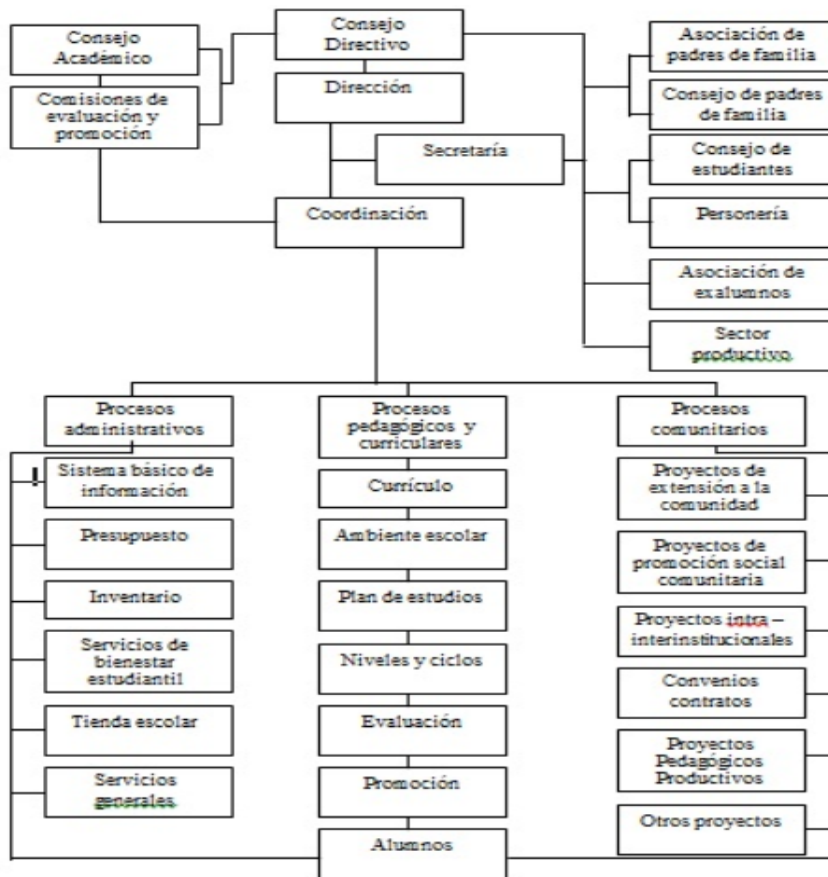 Consejo
Académico
Comisiones de
evaluación y
promoción
Consejo
Directivo
Dirección
Secretaría
Coordinación
Asociación de
padres de familia
Consejo de padres
de familia
Consejo de
estudiantes
Personería
Asociación de
exalumnos
Sector
productivo
Procesos
administrativos
Sistema básico de
información
Presupuesto
Inventario
Servicios de
bienestar
estudiantil
Tienda escolar
Servicios
generales
Procesos
pedagógicos y
curriculares
Currículo
Ambiente escolar
Plan de estudios
Niveles y ciclos
Evaluación
Promoción
Alumnos
Procesos
comunitarios
Proyectos de
extensión a la
comunidad
Proyectos de
promoción social
comunitaria
Proyectos intra –
interinstitucionales
Convenios
contratos
Proyectos
Pedagógicos
Productivos
Otros proyectos